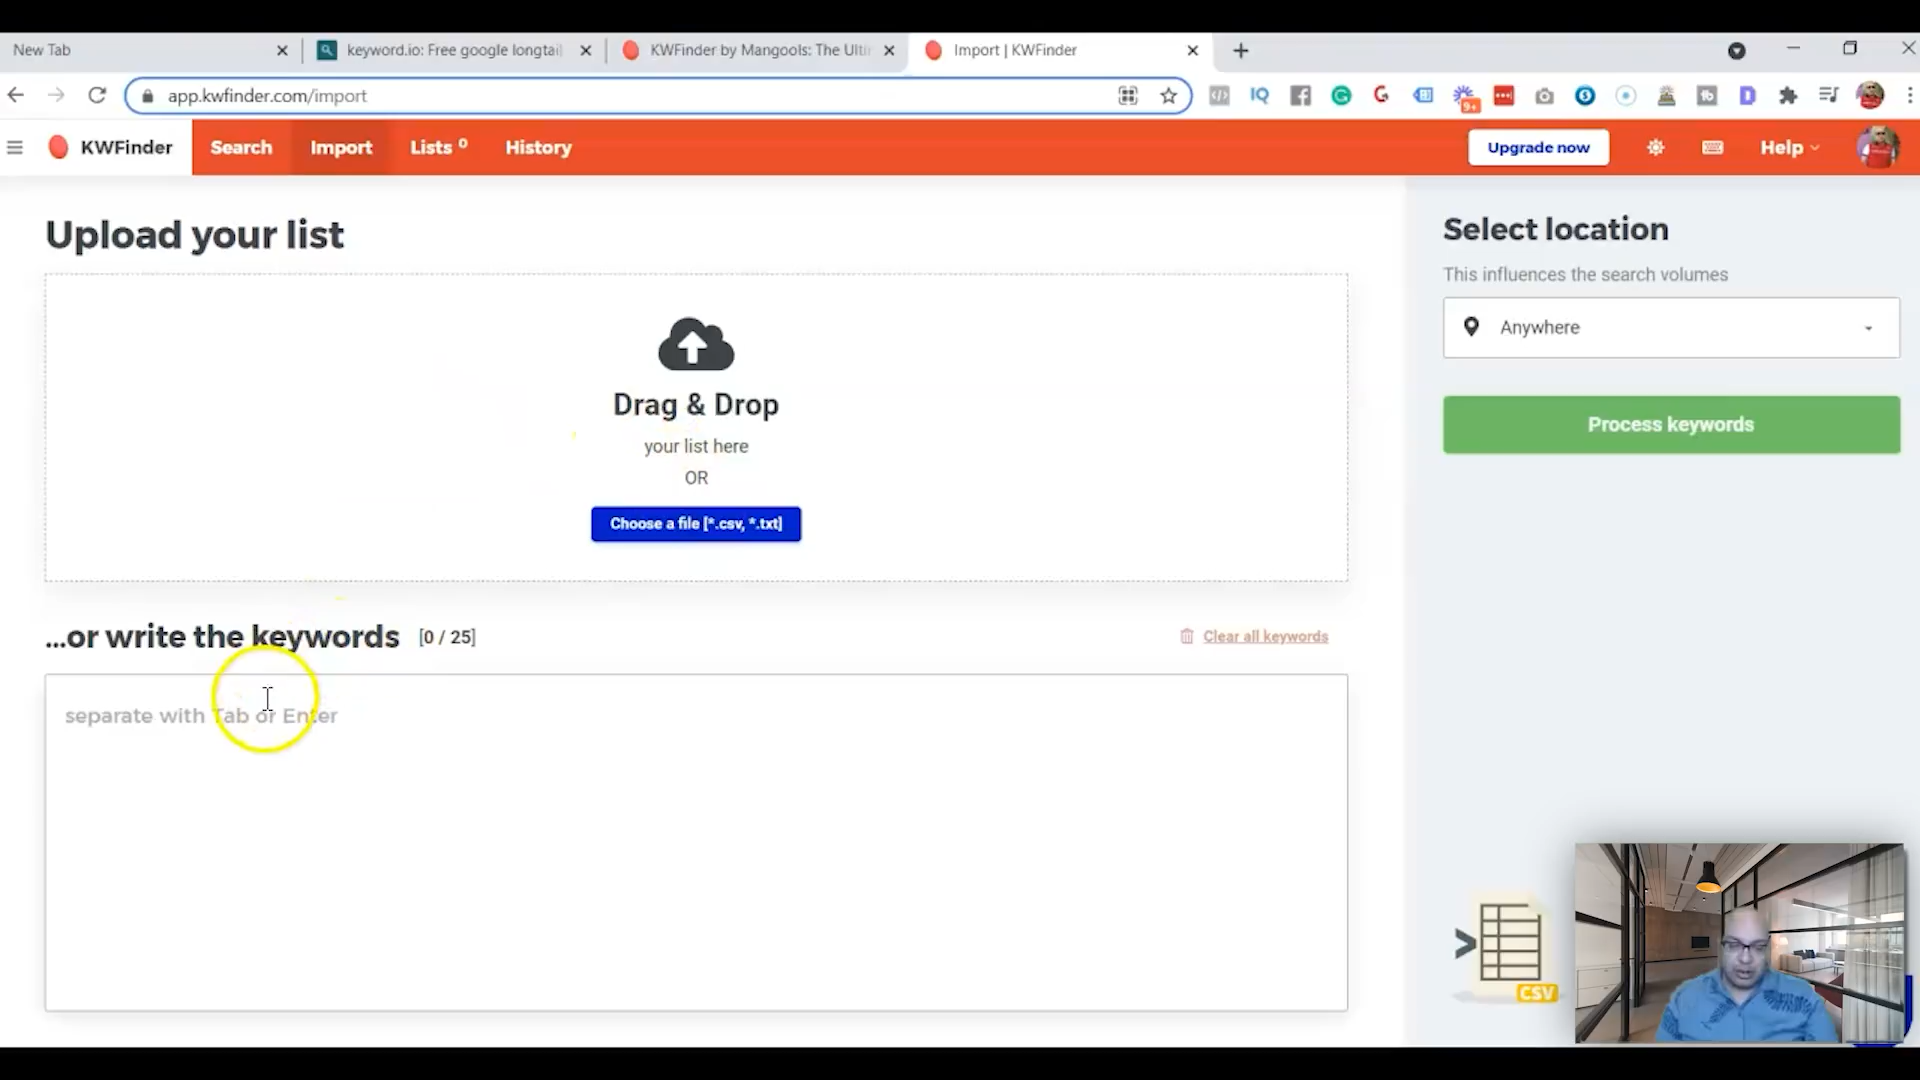 New Tab
keyword.io: Free google longtail
KWFinder by Mangools: The Ulti
Import | KWFinder
app.kwfinder.com/import
IQ
9+
KWFinder
Search
Import
Lists 0
History
Upgrade now
Help
Upload your list
Drag & Drop
your list here
OR
Choose a file [*.csv, *.txt]
Select location
This influences the search volumes
Anywhere
Process keywords
...or write the keywords [0 / 25]
Clear all keywords
separate with Tab or Enter
CSV